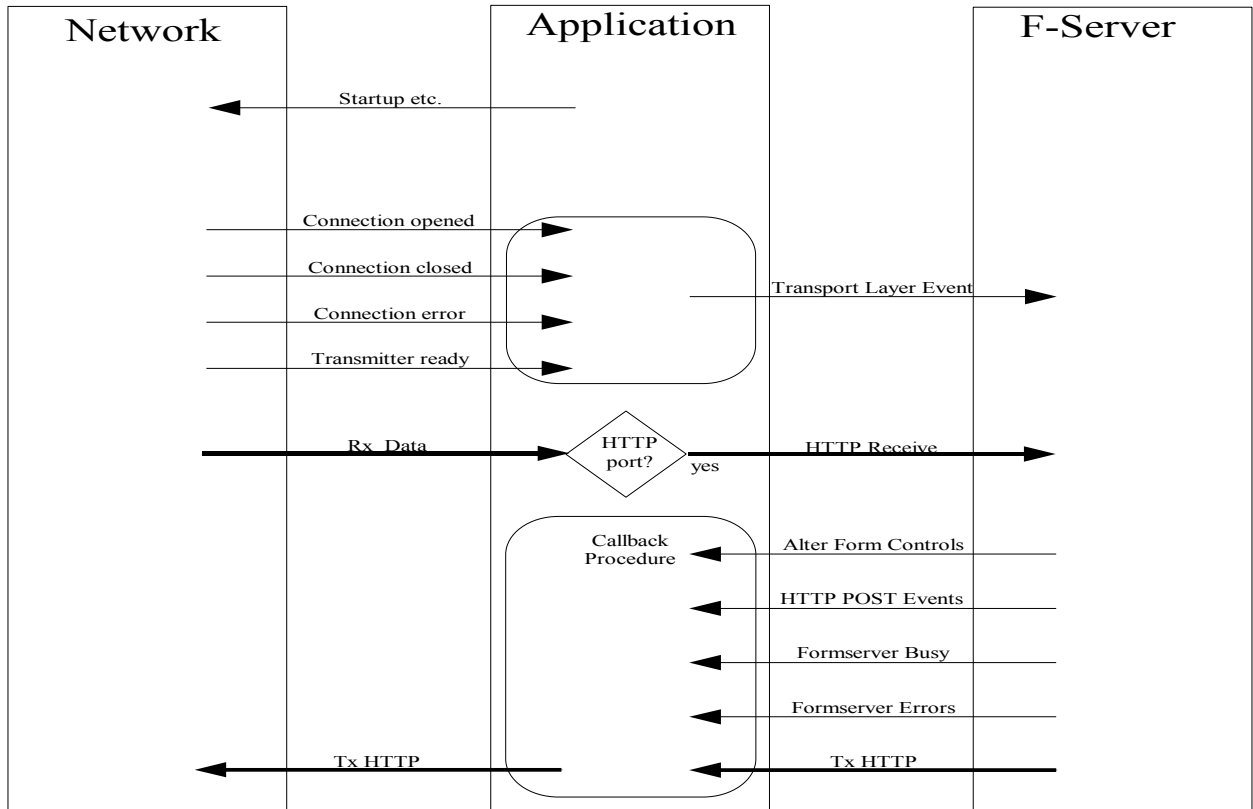 Network
Application
F-Server
Startup etc.
Connection opened
Connection closed
Connection error
Transmitter ready
Transport Layer Event
Rx Data
HTTP
port?
yes
HTTP Receive
Callback
Procedure
Alter Form Controls
HTTP POST Events
Formserver Busy
Formserver Errors
Tx HTTP
Tx HTTP